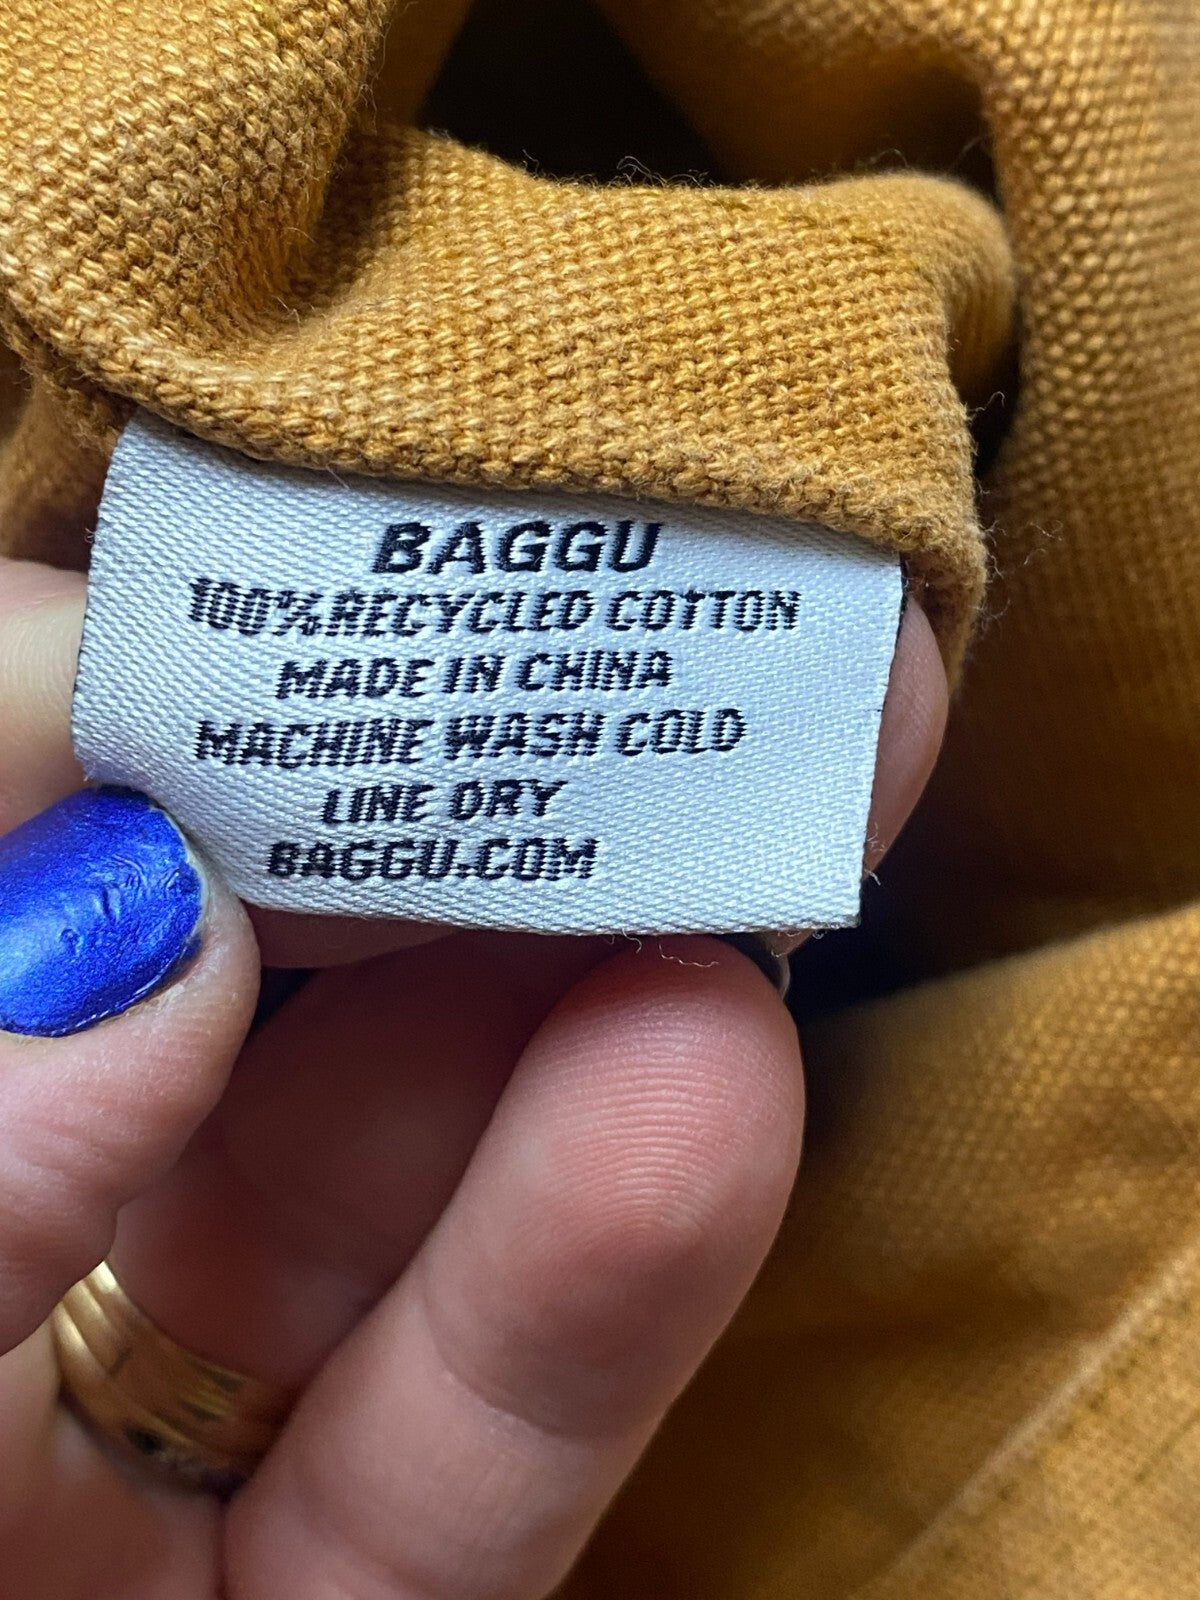 BAGGU
100% RECYCLED COTTON
MADE IN CHINA
MACHINE WASH COLD
LINE DRY
BAGGU.COM